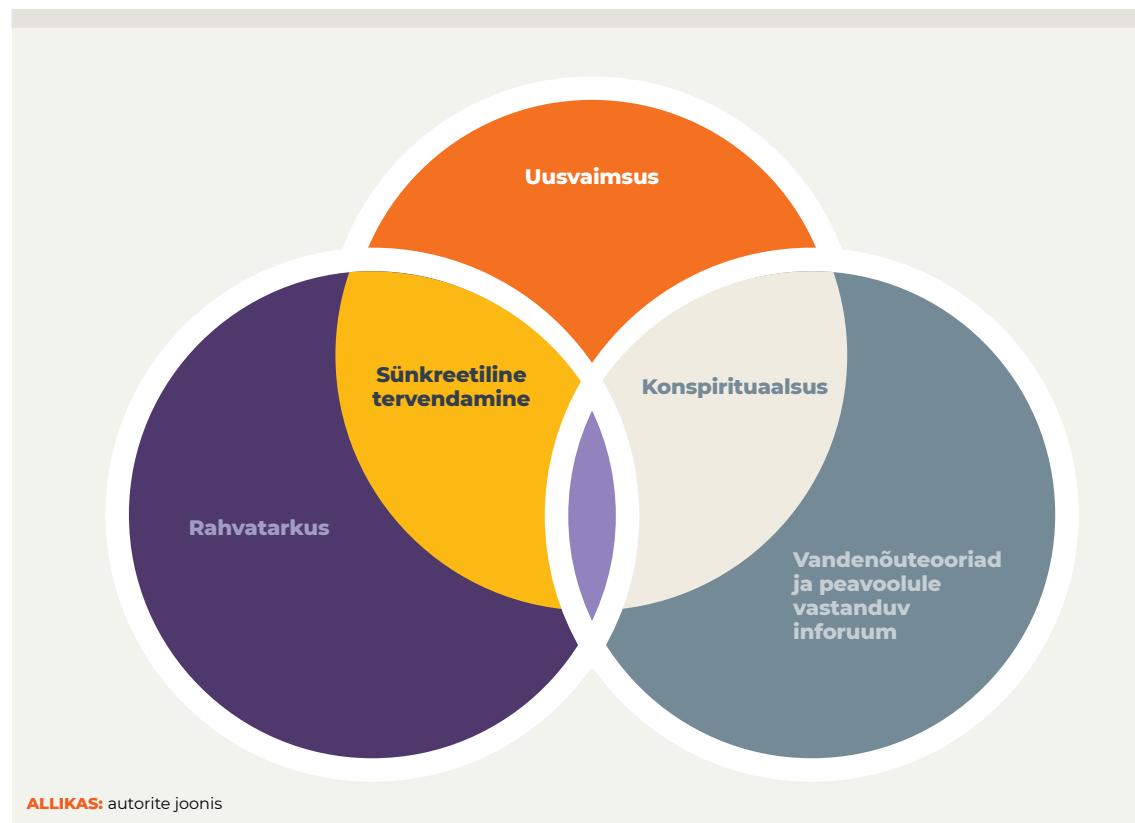 Uusvaimsus
Sünkreetiline
tervendamine
Konspirituaalsus
Rahvatarkus
Vandenõuteooriad
ja peavoolule
vastanduv
inforuum
ALLIKAS: autorite joonis